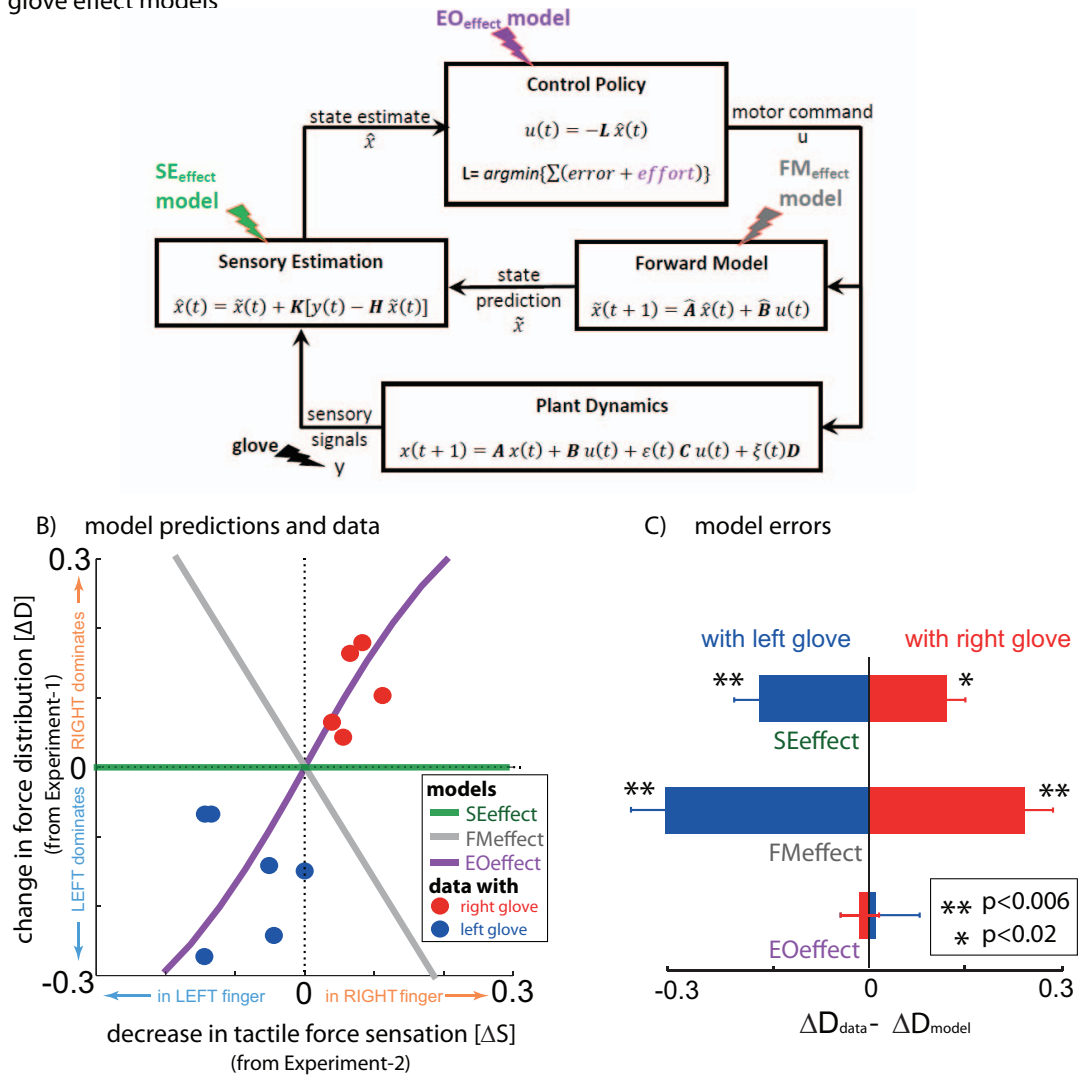 glove effect models
EOeffect model
Control Policy
u(t) = −L x̂(t)
L= argmin{∑(error + effort)}
state estimate
x̂
motor command
u
SEeffect
model
FMeffect
model
Sensory Estimation
x̂(t) = x̃(t) + K[y(t) − H x̃(t)]
state
prediction
x̃
Forward Model
x̃(t + 1) = Â x̂(t) + B̂ u(t)
sensory
signals
glove
y
Plant Dynamics
x(t + 1) = A x(t) + B u(t) + ε(t) C u(t) + ξ(t)D
B) model predictions and data
0.3
0
-0.3
change in force distribution [ΔD]
(from Experiment-1)
LEFT dominates
RIGHT dominates
models
SEeffect
FMeffect
EOeffect
data with
right glove
left glove
in LEFT finger
0
in RIGHT finger
0.3
decrease in tactile force sensation [ΔS]
(from Experiment-2)
C) model errors
with left glove
with right glove
**
*
SEeffect
**
**
FMeffect
EOeffect
** p<0.006
* p<0.02
-0.3
0
0.3
ΔDdata - ΔDmodel